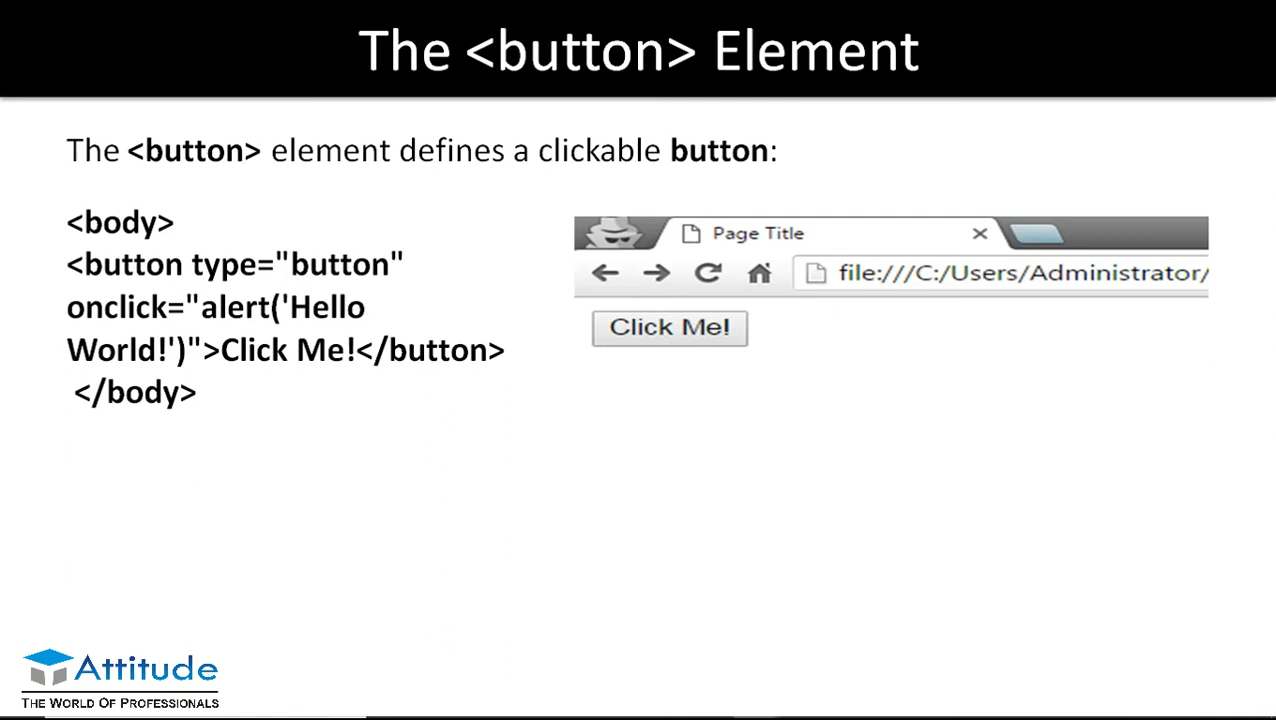 The <button> Element
The <button> element defines a clickable button:
<body>
<button type="button"
onclick="alert('Hello
World!')">Click Me!</button>
</body>
Page Title
file:///C:/Users/Administrator/
Click Me!
Attitude
THE WORLD OF PROFESSIONALS